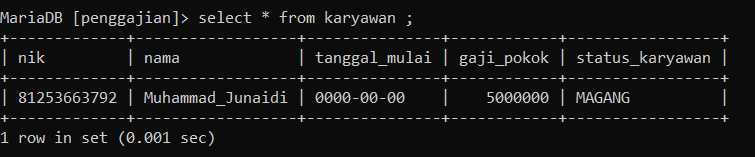 MariaDB [penggajian]> select * from karyawan ;
+-------------+------------------+---------------+------------+-----------------+
| nik         | nama             | tanggal_mulai | gaji_pokok | status_karyawan |
+-------------+------------------+---------------+------------+-----------------+
| 81253663792 | Muhammad_Junaidi | 0000-00-00    |    5000000 | MAGANG          |
+-------------+------------------+---------------+------------+-----------------+
1 row in set (0.001 sec)